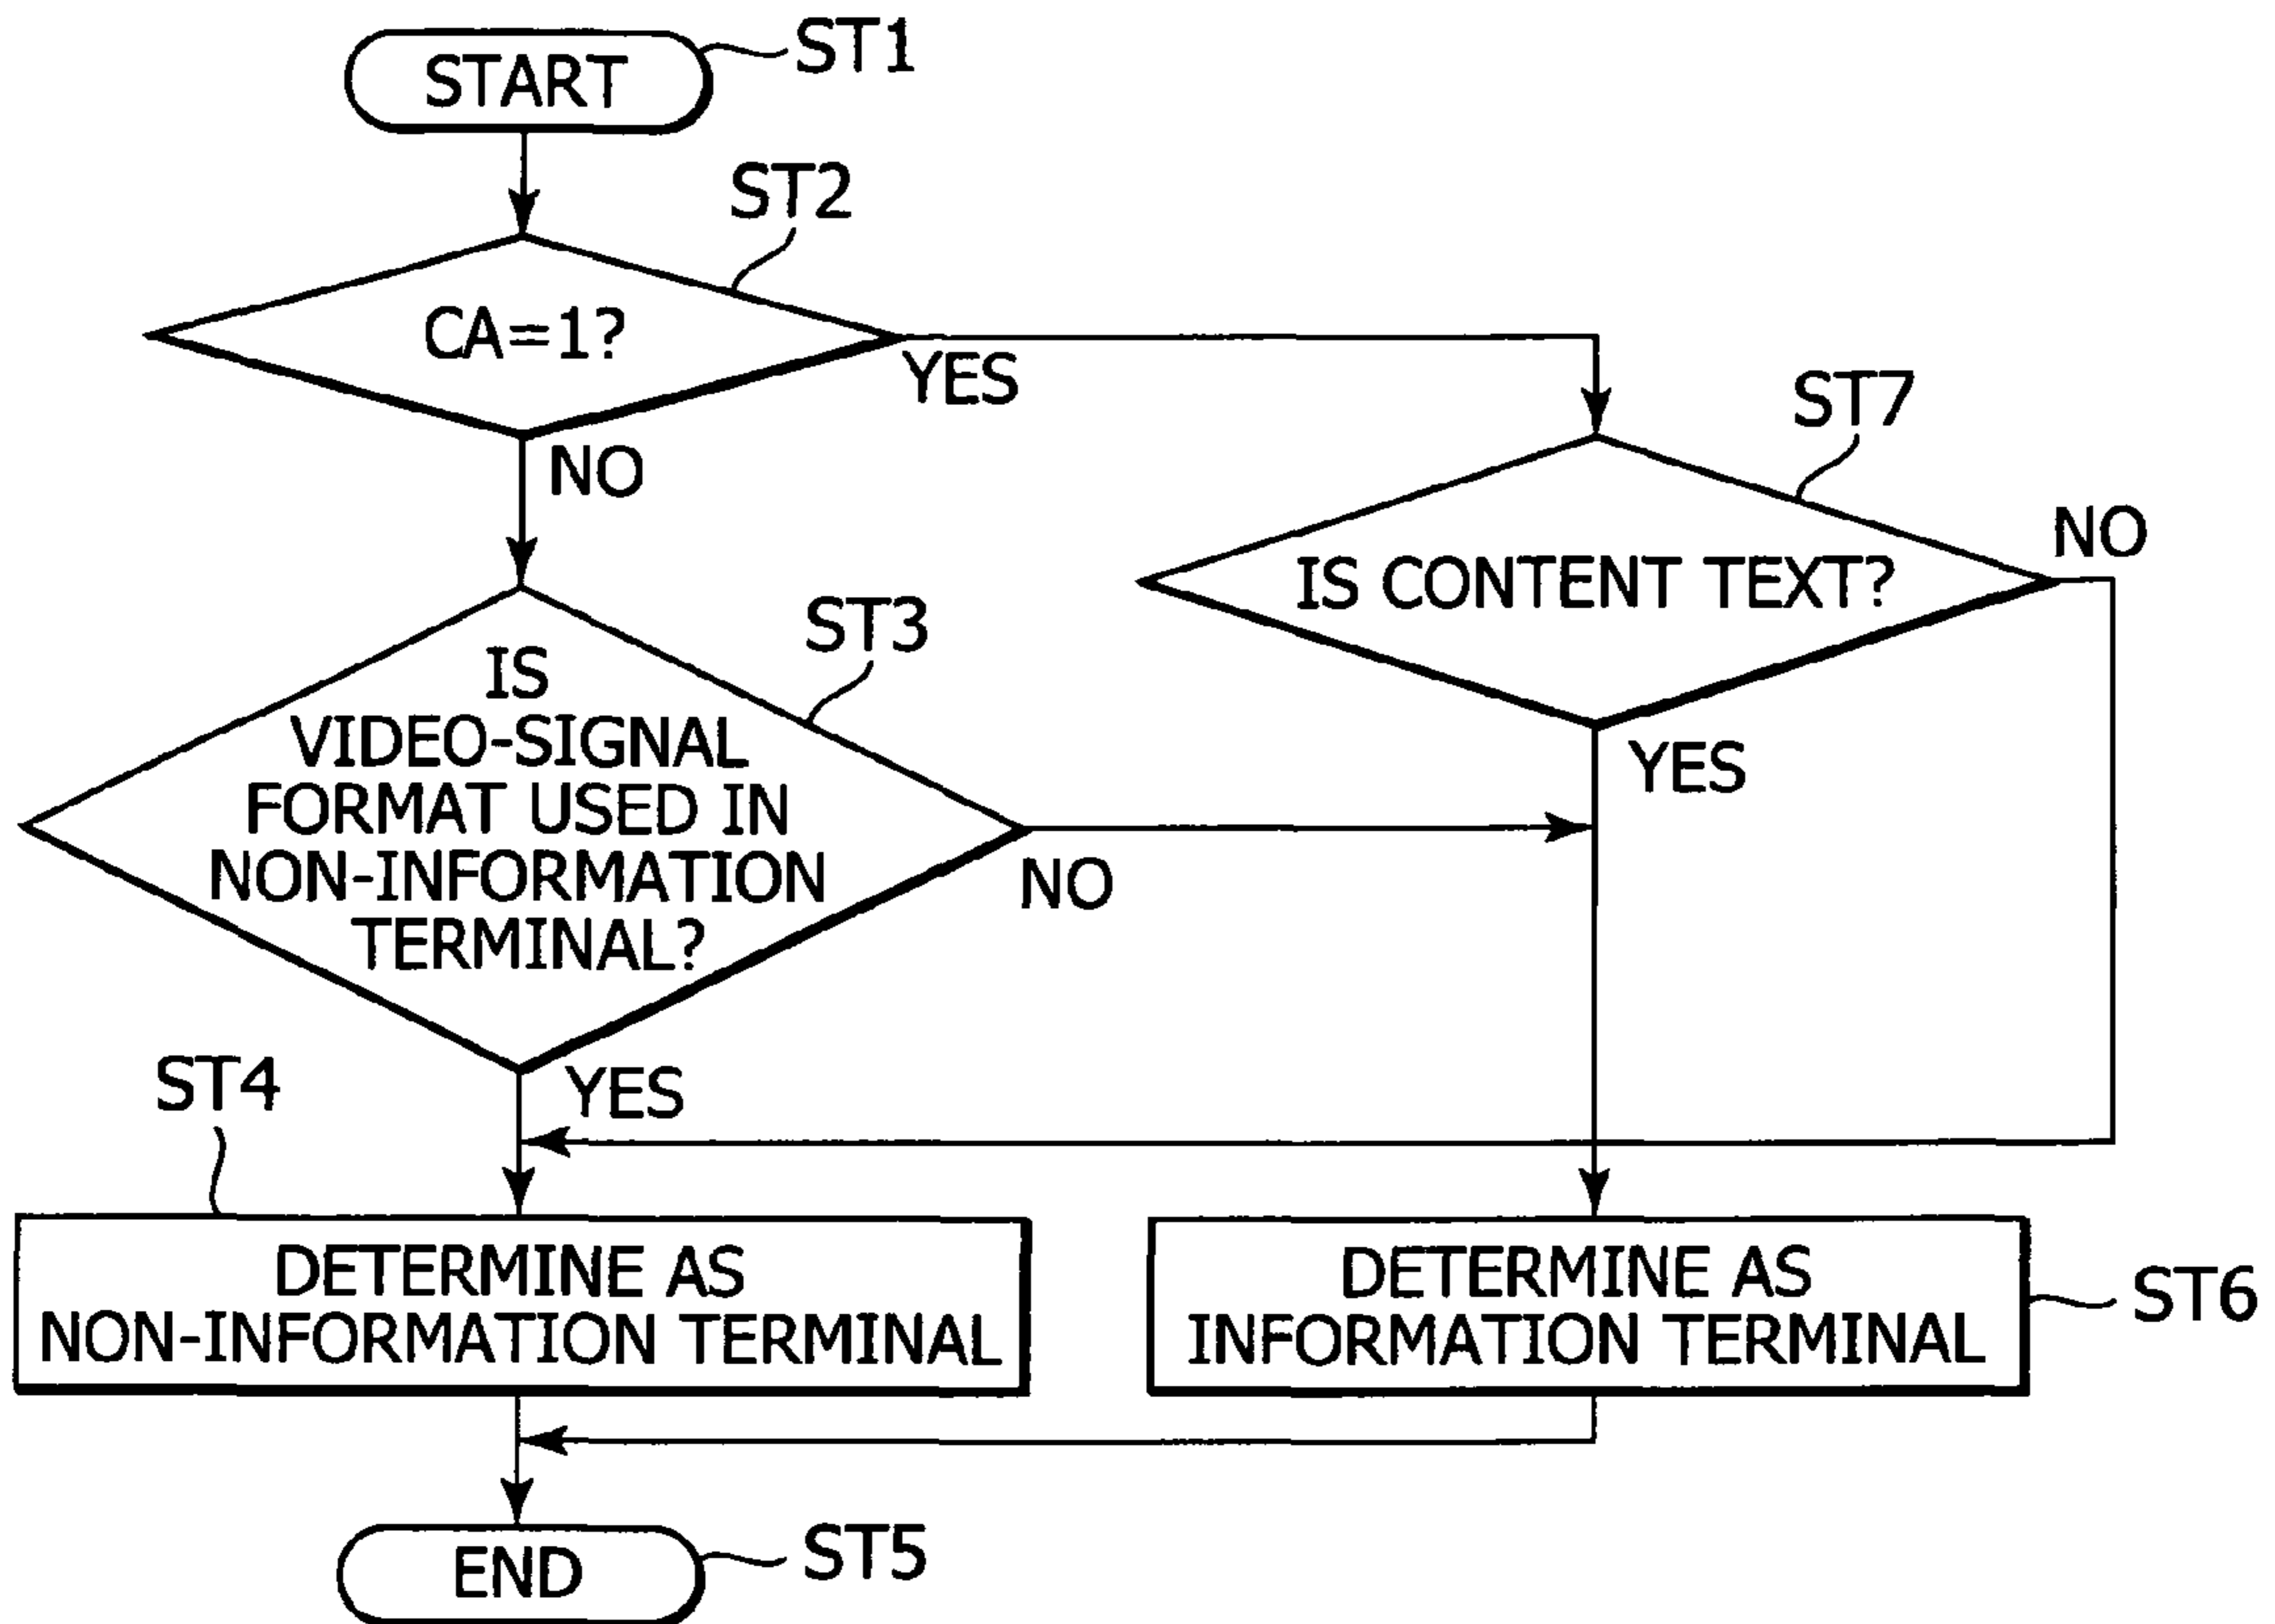 START
ST1
ST2
CA=1?
YES
NO
ST7
IS CONTENT TEXT?
NO
YES
ST3
IS
VIDEO-SIGNAL
FORMAT USED IN
NON-INFORMATION
TERMINAL?
NO
YES
ST4
DETERMINE AS
NON-INFORMATION TERMINAL
DETERMINE AS
INFORMATION TERMINAL
ST6
END
ST5